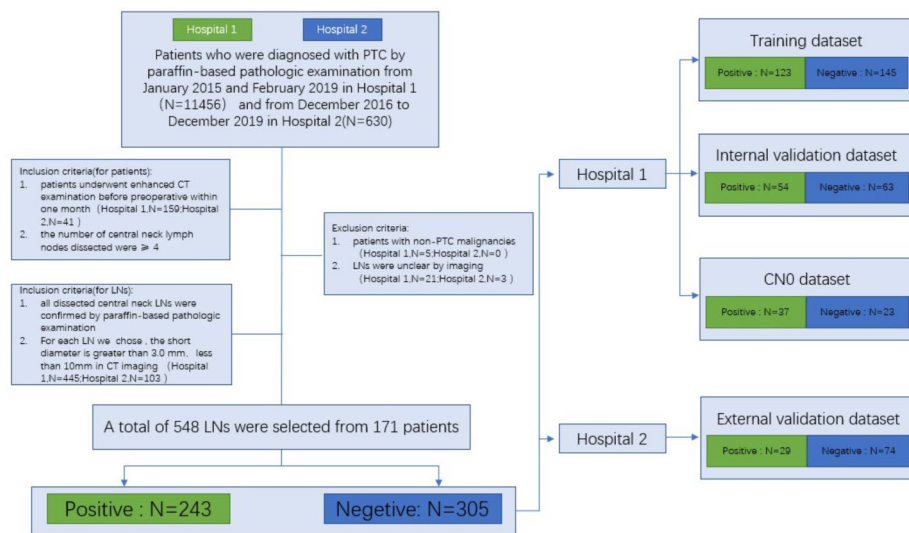 Hospital 1
Hospital 2
Patients who were diagnosed with PTC by
paraffin-based pathologic examination from
January 2015 and February 2019 in Hospital 1
（N=11456） and from December 2016 to
December 2019 in Hospital 2(N=630)
Inclusion criteria(for patients):
1. patients underwent enhanced CT
examination before preoperative within
one month（Hospital 1,N=159;Hospital
2,N=41 ）
2. the number of central neck lymph
nodes dissected were ≥ 4
Exclusion criteria:
1. patients with non-PTC malignancies
（Hospital 1,N=5;Hospital 2,N=0 ）
2. LNs were unclear by imaging
（Hospital 1,N=21;Hospital 2,N=3 ）
Inclusion criteria(for LNs):
1. all dissected central neck LNs were
confirmed by paraffin-based pathologic
examination
2. For each LN we chose , the short
diameter is greater than 3.0 mm， less
than 10mm in CT imaging （Hospital
1,N=445;Hospital 2,N=103 ）
A total of 548 LNs were selected from 171 patients
Positive : N=243
Negetive: N=305
Hospital 1
Training dataset
Positive : N=123
Negative : N=145
Internal validation dataset
Positive : N=54
Negative : N=63
CN0 dataset
Positive : N=37
Negative : N=23
Hospital 2
External validation dataset
Positive : N=29
Negative : N=74